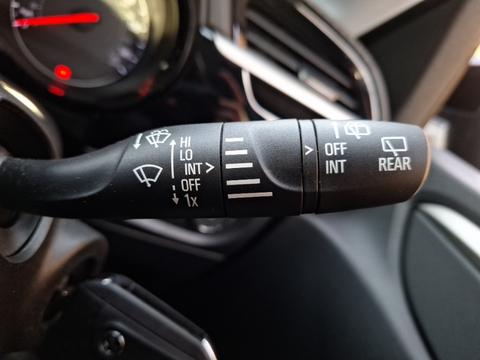 HI
LO
INT >
OFF
1x
> OFF
INT
REAR